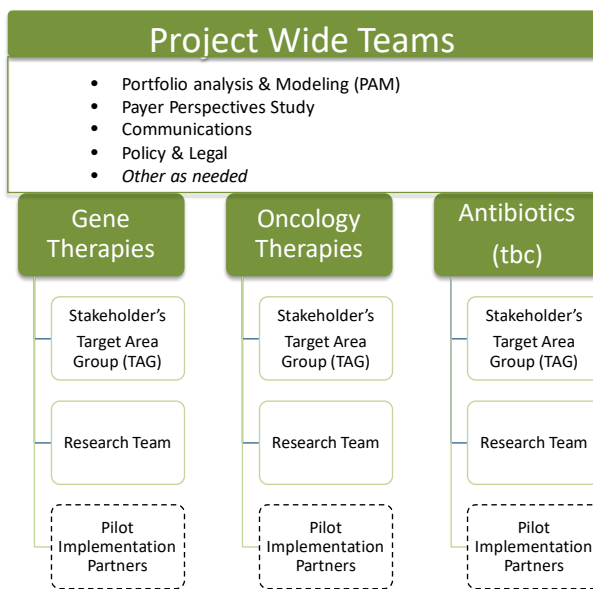 Project Wide Teams
• Portfolio analysis & Modeling (PAM)
• Payer Perspectives Study
• Communications
• Policy & Legal
• Other as needed
Gene
Therapies
Stakeholder's
Target Area
Group (TAG)
Research Team
Pilot
Implementation
Partners
Oncology
Therapies
Stakeholder's
Target Area
Group (TAG)
Research Team
Pilot
Implementation
Partners
Antibiotics
(tbc)
Stakeholder's
Target Area
Group (TAG)
Research Team
Pilot
Implementation
Partners